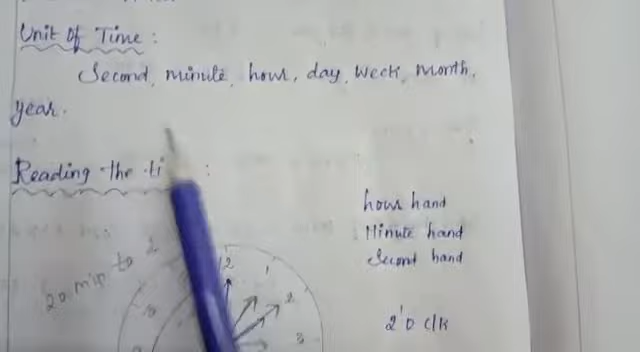 Unit of Time :
Second, minute, hour, day, week, month,
year.
Reading the ti :
hour hand
Minute hand
Second hand
20 min to 2
12
1
2
3
2'0 clk